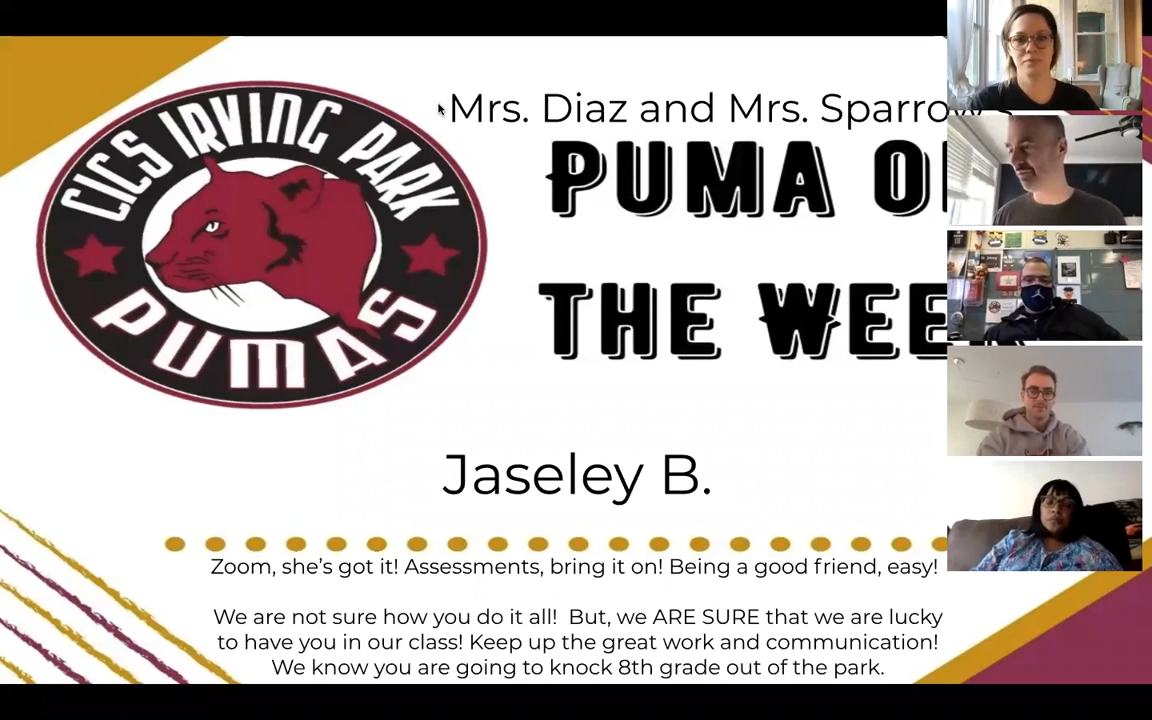 CICS IRVING PARK
PUMAS
Mrs. Diaz and Mrs. Sparrow's
PUMA O
THE WEE
Jaseley B.
Zoom, she's got it! Assessments, bring it on! Being a good friend, easy!
We are not sure how you do it all! But, we ARE SURE that we are lucky
to have you in our class! Keep up the great work and communication!
We know you are going to knock 8th grade out of the park.